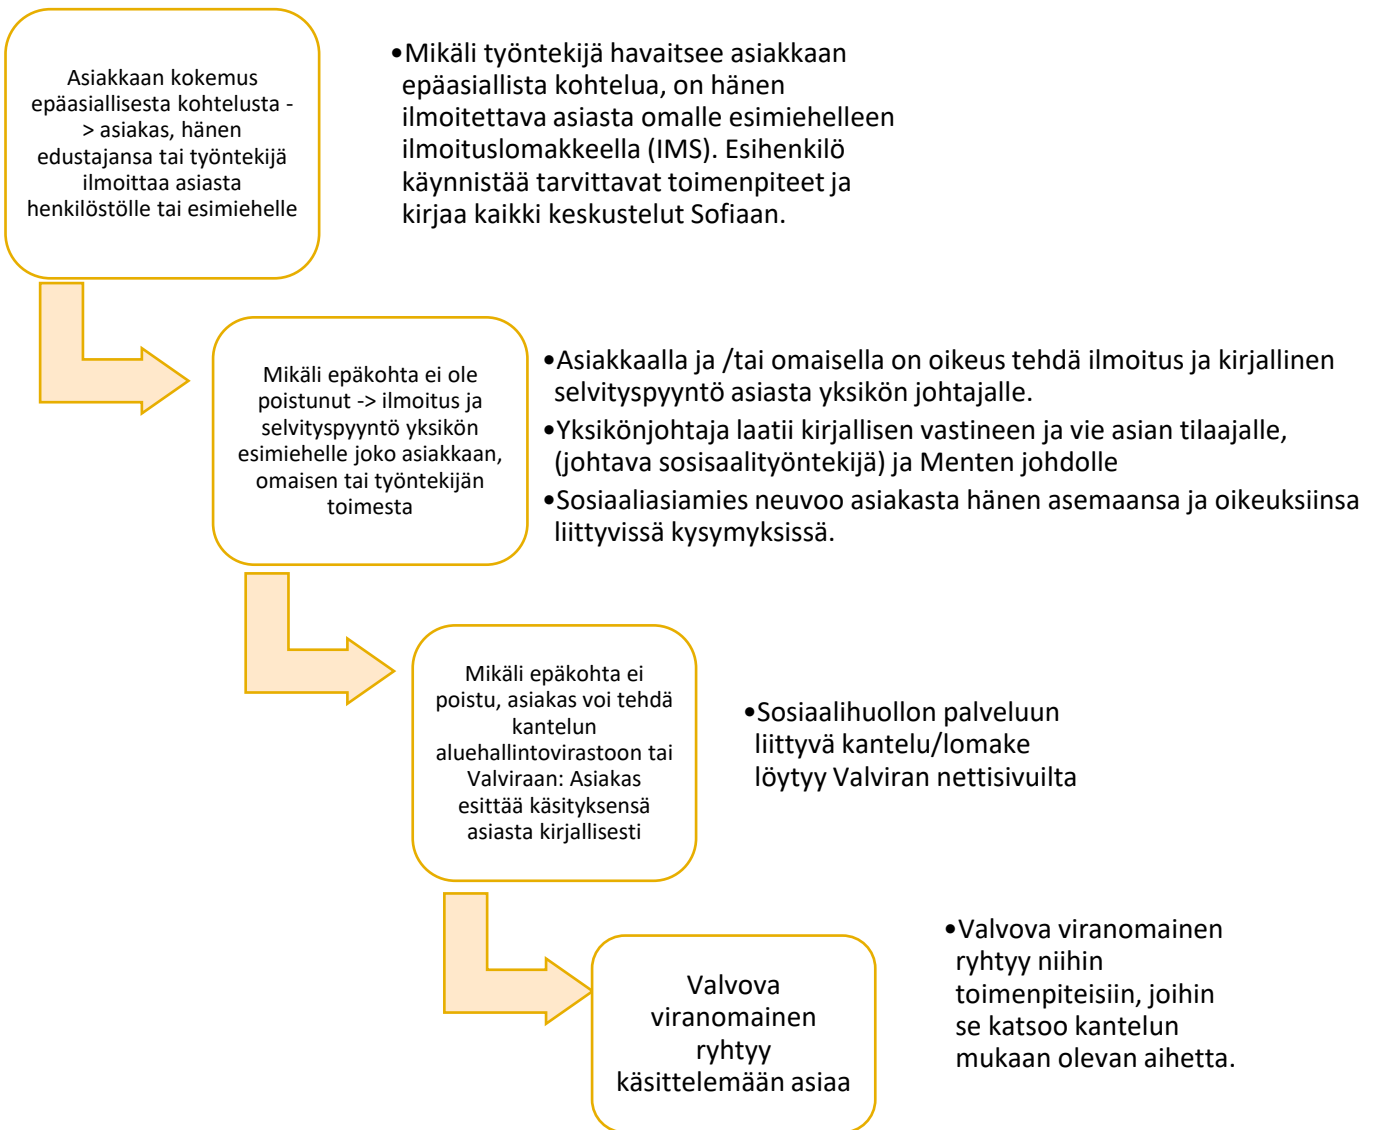 Asiakkaan kokemus
epäasiallisesta kohtelusta -
> asiakas, hänen
edustajansa tai työntekijä
ilmoittaa asiasta
henkilöstölle tai esimiehelle
•Mikäli työntekijä havaitsee asiakkaan
epäasiallista kohtelua, on hänen
ilmoitettava asiasta omalle esimiehelleen
ilmoituslomakkeella (IMS). Esihenkilö
käynnistää tarvittavat toimenpiteet ja
kirjaa kaikki keskustelut Sofiaan.
Mikäli epäkohta ei ole
poistunut -> ilmoitus ja
selvityspyyntö yksikön
esimiehelle joko asiakkaan,
omaisen tai työntekijän
toimesta
•Asiakkaalla ja /tai omaisella on oikeus tehdä ilmoitus ja kirjallinen
selvityspyyntö asiasta yksikön johtajalle.
•Yksikönjohtaja laatii kirjallisen vastineen ja vie asian tilaajalle,
(johtava sosisaalityöntekijä) ja Menten johdolle
•Sosiaaliasiamies neuvoo asiakasta hänen asemaansa ja oikeuksiinsa
liittyvissä kysymyksissä.
Mikäli epäkohta ei
poistu, asiakas voi tehdä
kantelun
aluehallintovirastoon tai
Valviraan: Asiakas
esittää käsityksensä
asiasta kirjallisesti
•Sosiaalihuollon palveluun
liittyvä kantelu/lomake
löytyy Valviran nettisivuilta
Valvova
viranomainen
ryhtyy
käsittelemään asiaa
•Valvova viranomainen
ryhtyy niihin
toimenpiteisiin, joihin
se katsoo kantelun
mukaan olevan aihetta.